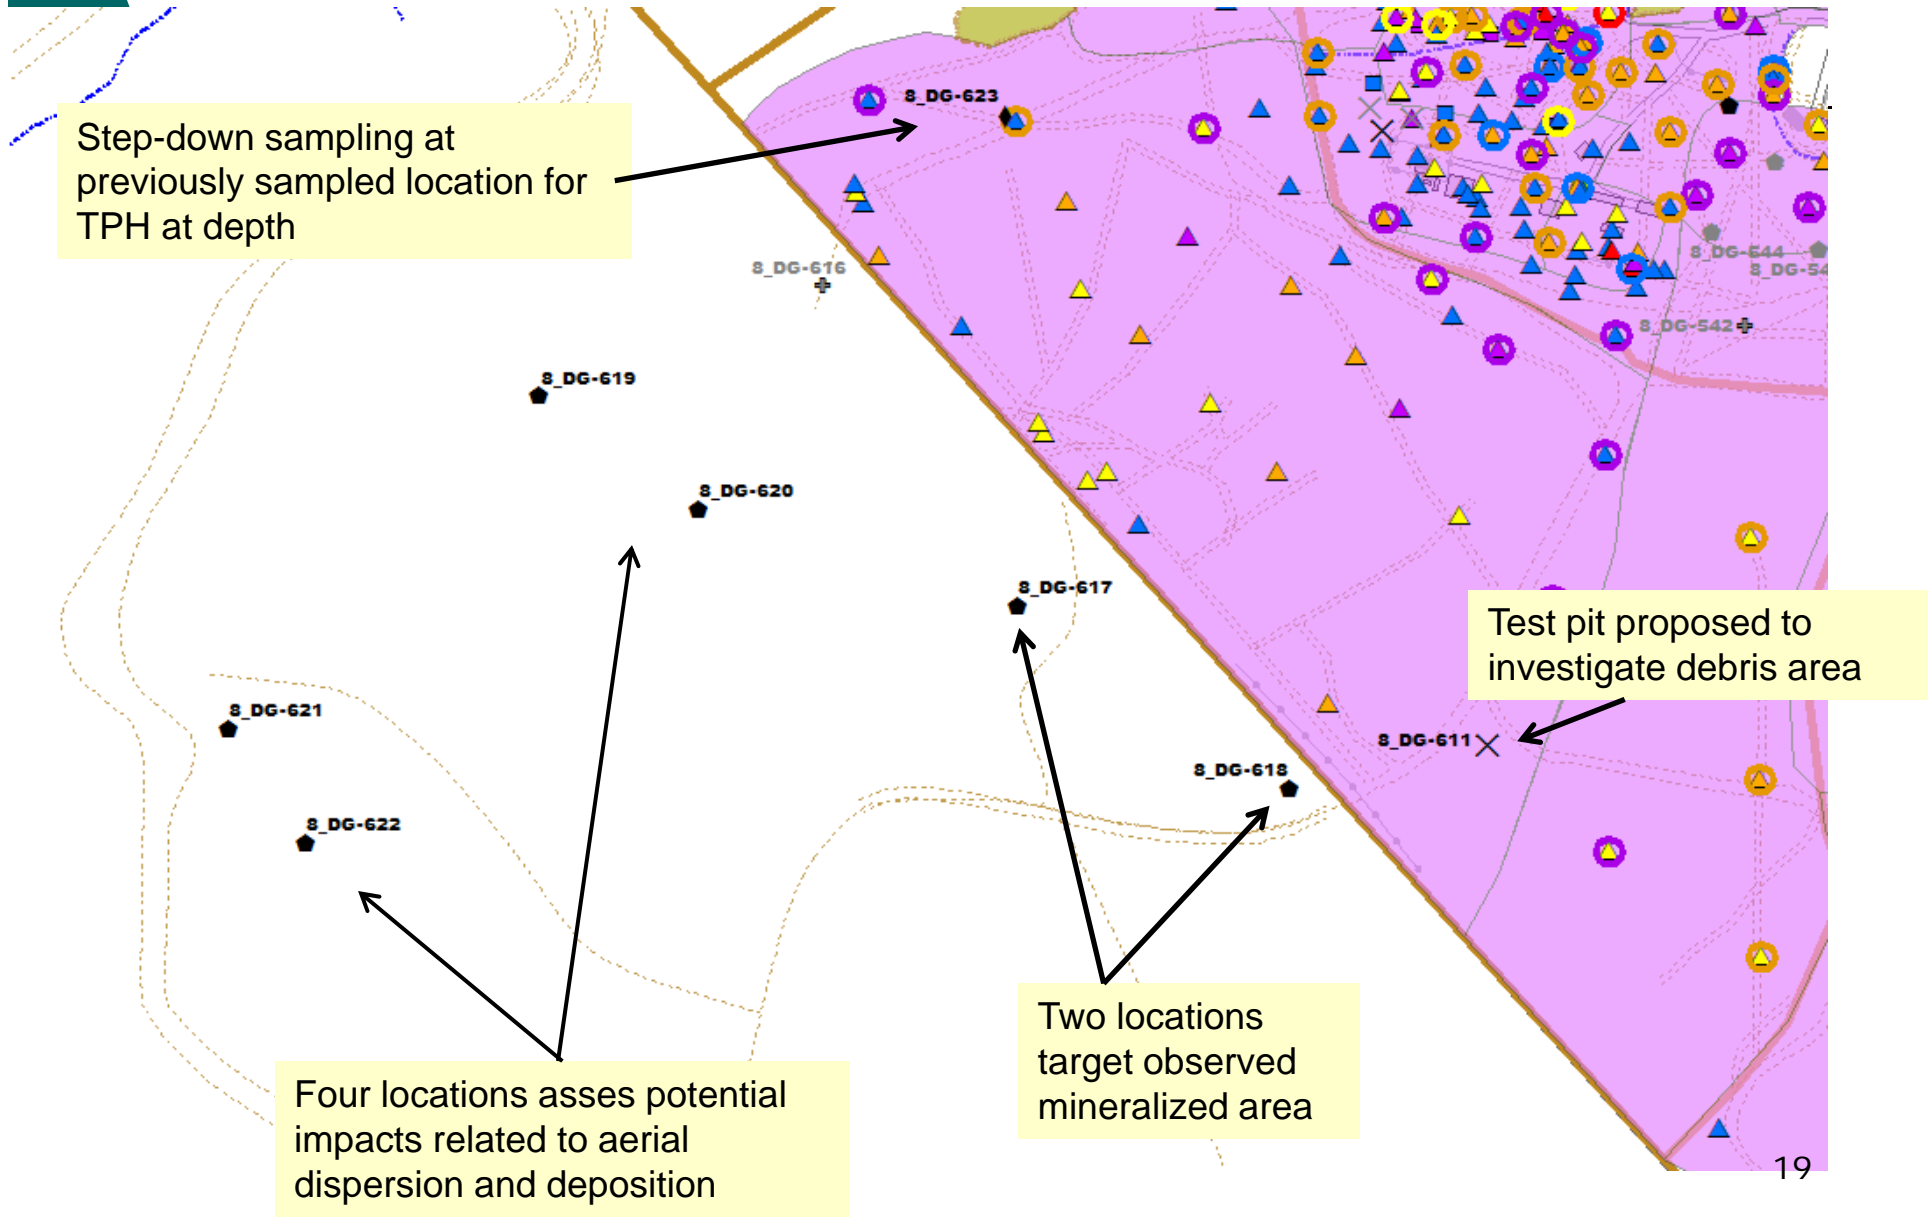 8_DG-623
Step-down sampling at
previously sampled location for
TPH at depth
8_DG-616
8_DG-544
8_DG-54
8_DG-542
8_DG-619
8_DG-620
8_DG-617
Test pit proposed to
investigate debris area
8_DG-621
8_DG-611
8_DG-618
8_DG-622
Two locations
target observed
mineralized area
Four locations asses potential
impacts related to aerial
dispersion and deposition
19